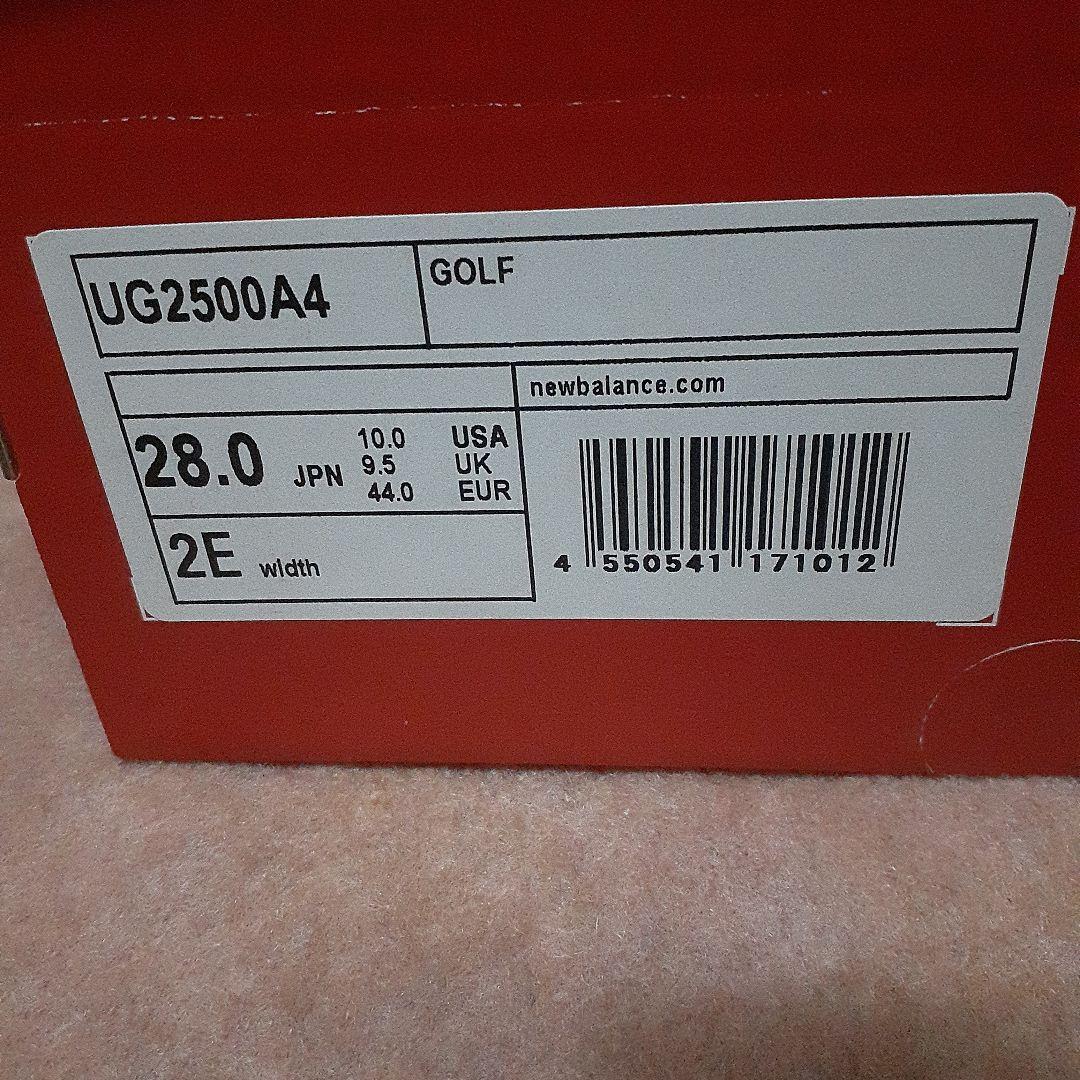 UG2500A4
GOLF
newbalance.com
28.0 JPN
10.0 USA
9.5 UK
44.0 EUR
2E width
4 550541 171012